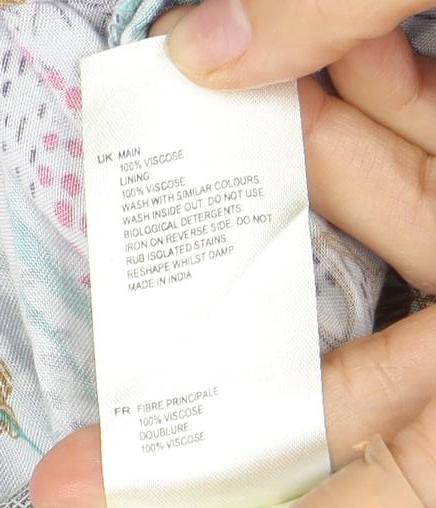 UK MAIN
100% VISCOSE
LINING:
100% VISCOSE
WASH WITH SIMILAR COLOURS.
WASH INSIDE OUT. DO NOT USE
BIOLOGICAL DETERGENTS.
IRON ON REVERSE SIDE. DO NOT
RUB ISOLATED STAINS.
RESHAPE WHILST DAMP.
MADE IN INDIA
FR FIBRE PRINCIPALE
100% VISCOSE
DOUBLURE:
100% VISCOSE